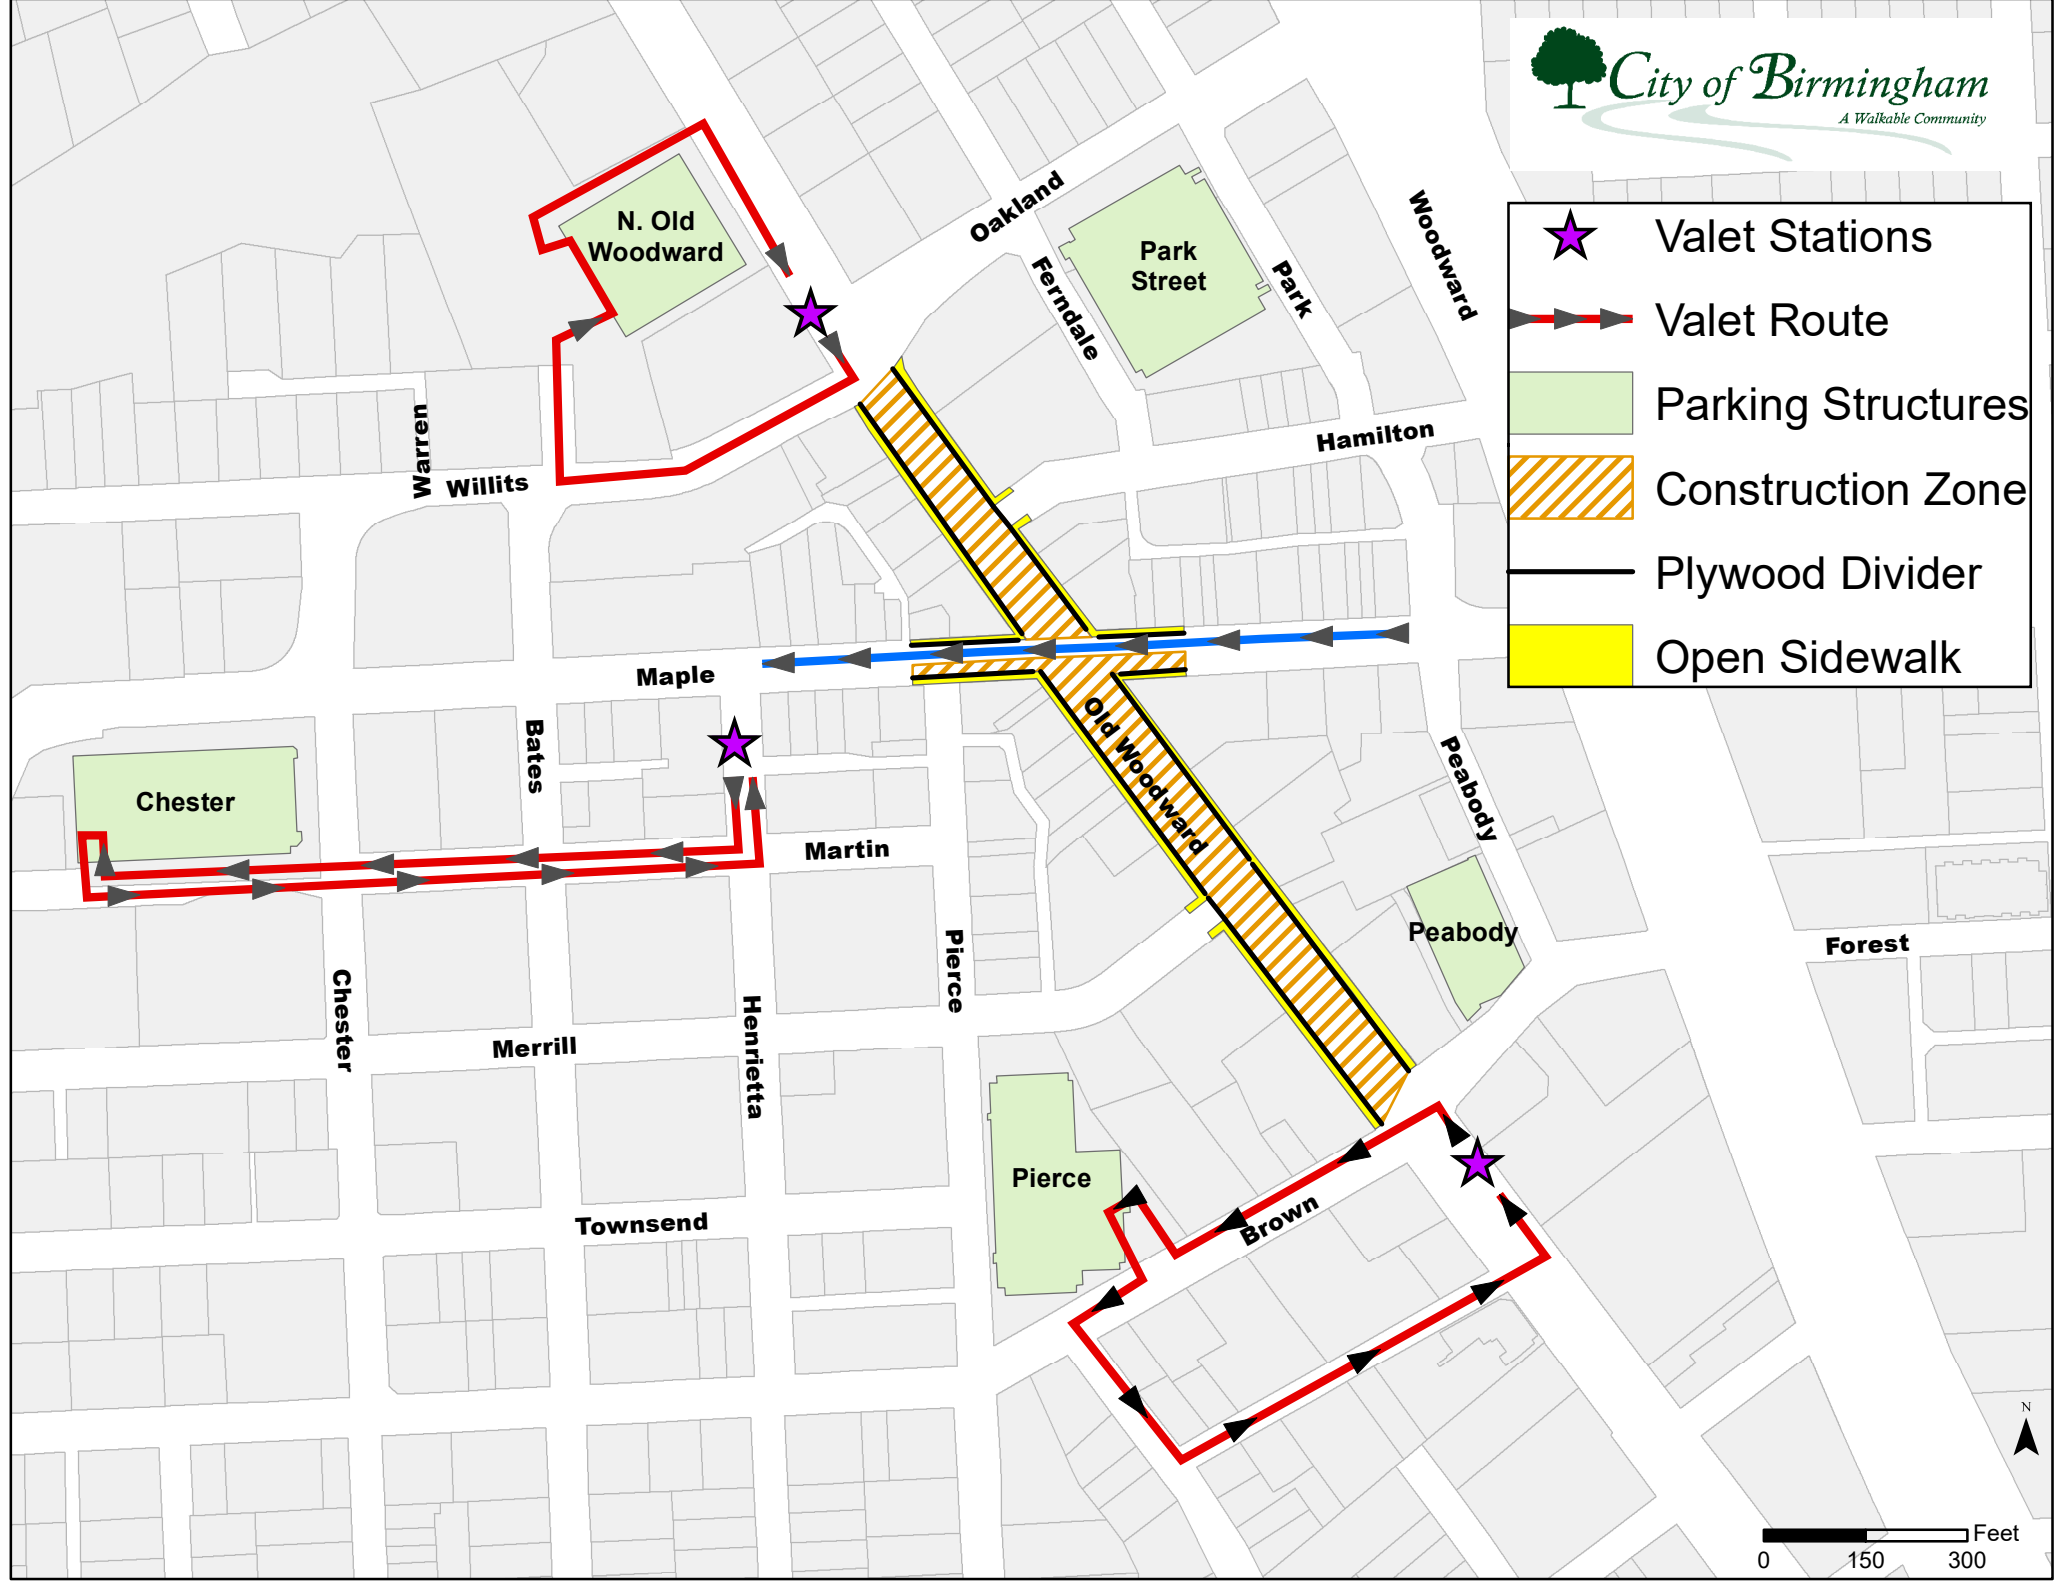 City of Birmingham
A Walkable Community
Valet Stations
Valet Route
Parking Structures
Construction Zone
Plywood Divider
Open Sidewalk
N. Old
Woodward
Oakland
Park
Street
Ferndale
Park
Woodward
Warren
Willits
Hamilton
Maple
Bates
Old Woodward
Peabody
Chester
Martin
Peabody
Forest
Pierce
Chester
Henrietta
Merrill
Pierce
Townsend
Brown
N
Feet
0 150 300